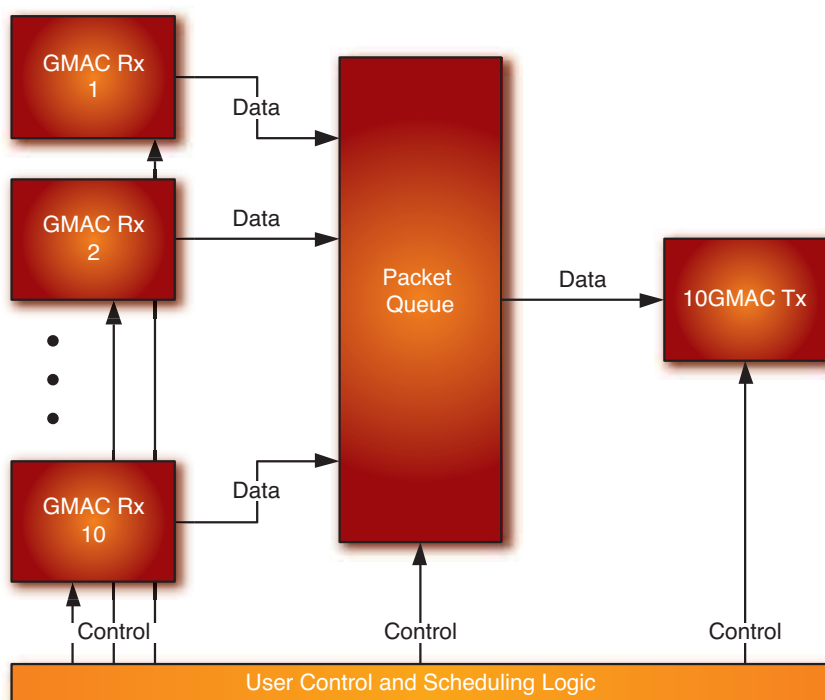 GMAC Rx
1
Data
GMAC Rx
2
Data
Packet
Queue
Data
10GMAC Tx
GMAC Rx
10
Data
Control
Control
Control
User Control and Scheduling Logic